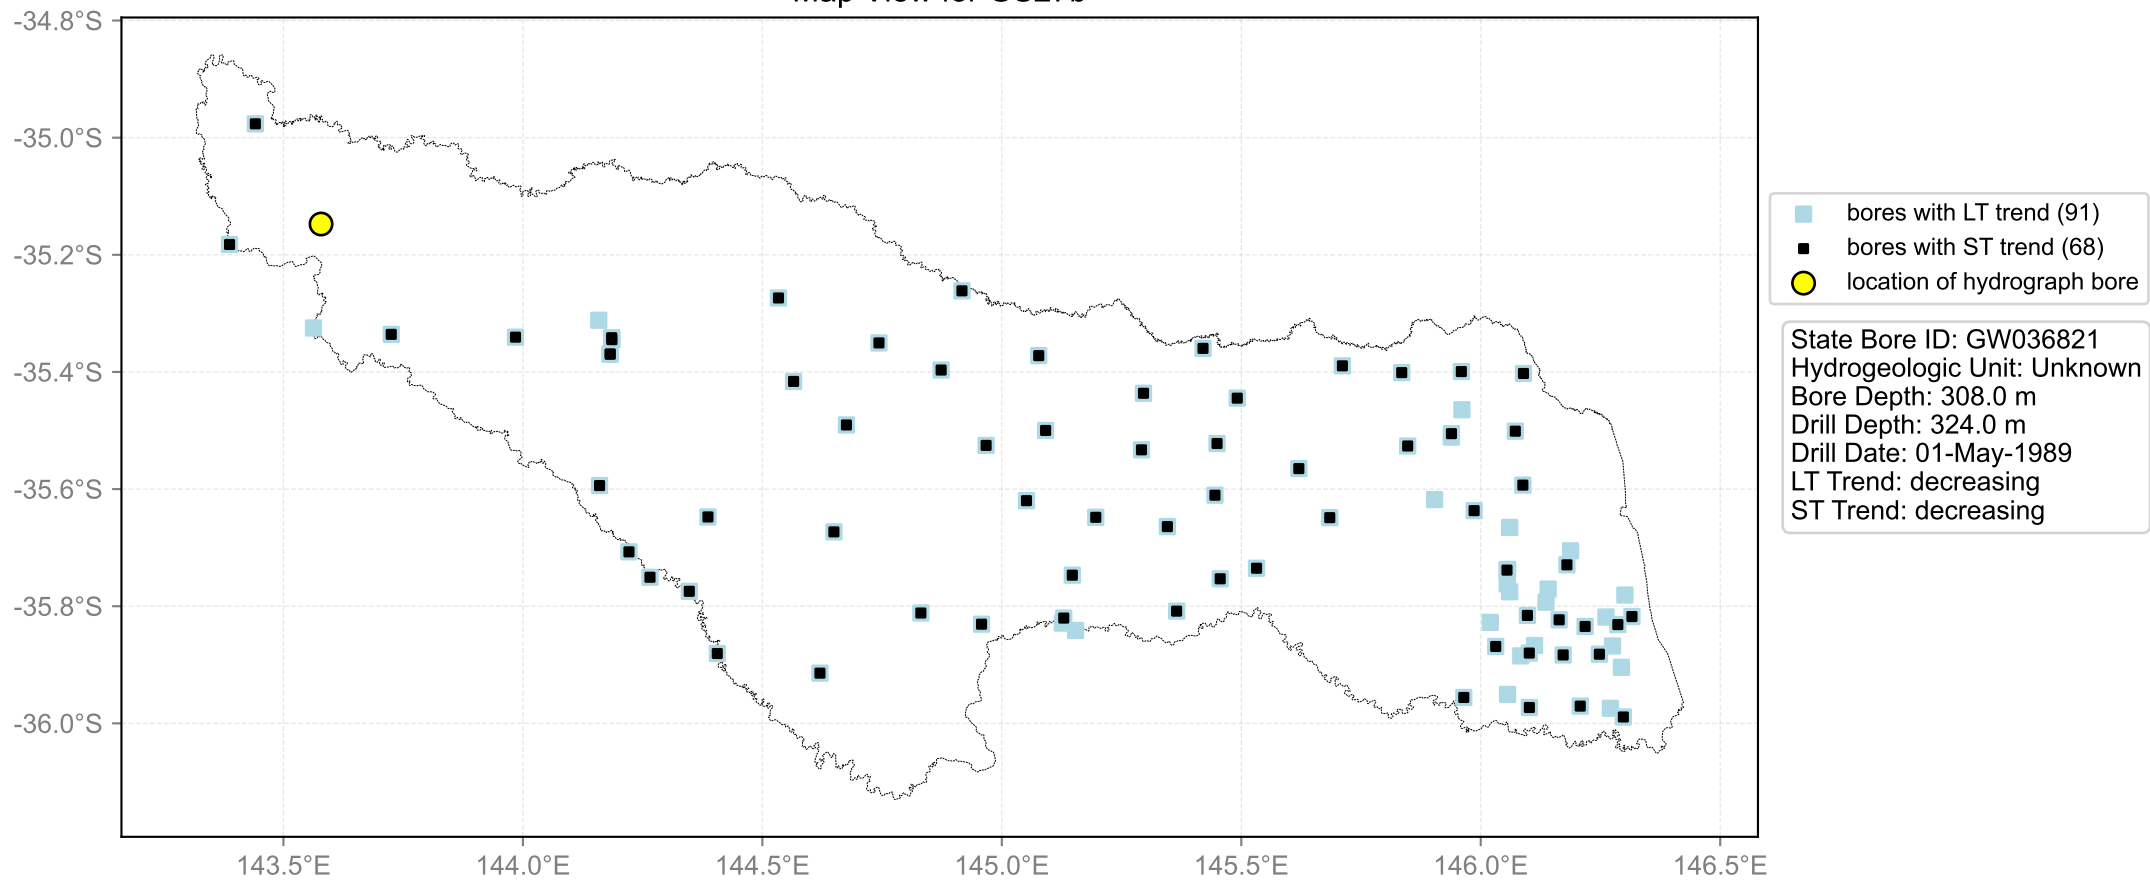 -34.8°S
-35.0°S
-35.2°S
-35.4°S
-35.6°S
-35.8°S
-36.0°S
143.5°E
144.0°E
144.5°E
145.0°E
145.5°E
146.0°E
146.5°E
bores with LT trend (91)
bores with ST trend (68)
location of hydrograph bore
State Bore ID: GW036821
Hydrogeologic Unit: Unknown
Bore Depth: 308.0 m
Drill Depth: 324.0 m
Drill Date: 01-May-1989
LT Trend: decreasing
ST Trend: decreasing